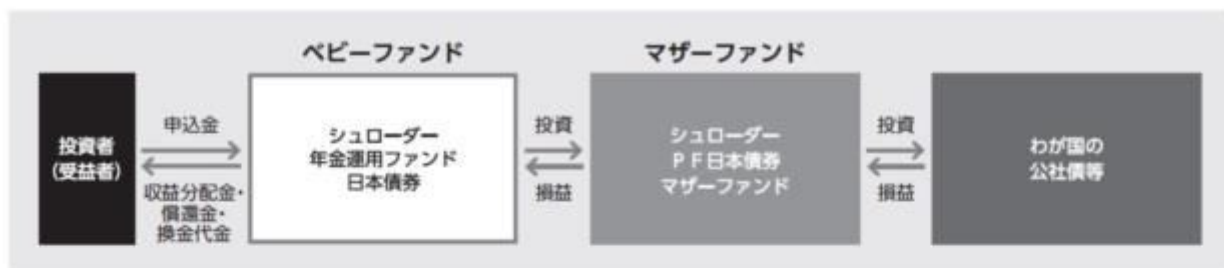 ベビーファンド
マザーファンド
投資者
(受益者)
申込金
収益分配金・
償還金・
換金代金
シュローダー
年金運用ファンド
日本債券
投資
損益
シュローダー
ＰＦ日本債券
マザーファンド
投資
損益
わが国の
公社債等